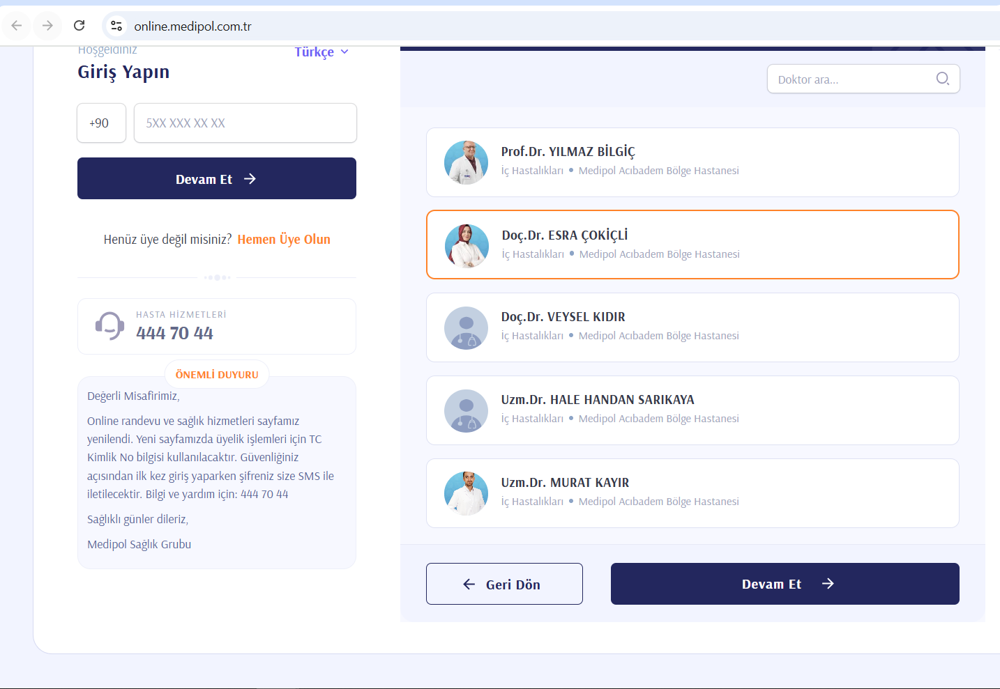 online.medipol.com.tr
Hoşgeldiniz
Türkçe
Giriş Yapın
+90
5XX XXX XX XX
Devam Et
Henüz üye değil misiniz? Hemen Üye Olun
HASTA HİZMETLERİ
444 70 44
ÖNEMLİ DUYURU
Değerli Misafirimiz,
Online randevu ve sağlık hizmetleri sayfamız
yenilendi. Yeni sayfamızda üyelik işlemleri için TC
Kimlik No bilgisi kullanılacaktır. Güvenliğiniz
açısından ilk kez giriş yaparken şifreniz size SMS ile
iletilecektir. Bilgi ve yardım için: 444 70 44
Sağlıklı günler dileriz,
Medipol Sağlık Grubu
Doktor ara...
Prof.Dr. YILMAZ BİLGİÇ
İç Hastalıkları • Medipol Acıbadem Bölge Hastanesi
Doç.Dr. ESRA ÇOKİÇLİ
İç Hastalıkları • Medipol Acıbadem Bölge Hastanesi
Doç.Dr. VEYSEL KIDIR
İç Hastalıkları • Medipol Acıbadem Bölge Hastanesi
Uzm.Dr. HALE HANDAN SARIKAYA
İç Hastalıkları • Medipol Acıbadem Bölge Hastanesi
Uzm.Dr. MURAT KAYIR
İç Hastalıkları • Medipol Acıbadem Bölge Hastanesi
Geri Dön
Devam Et